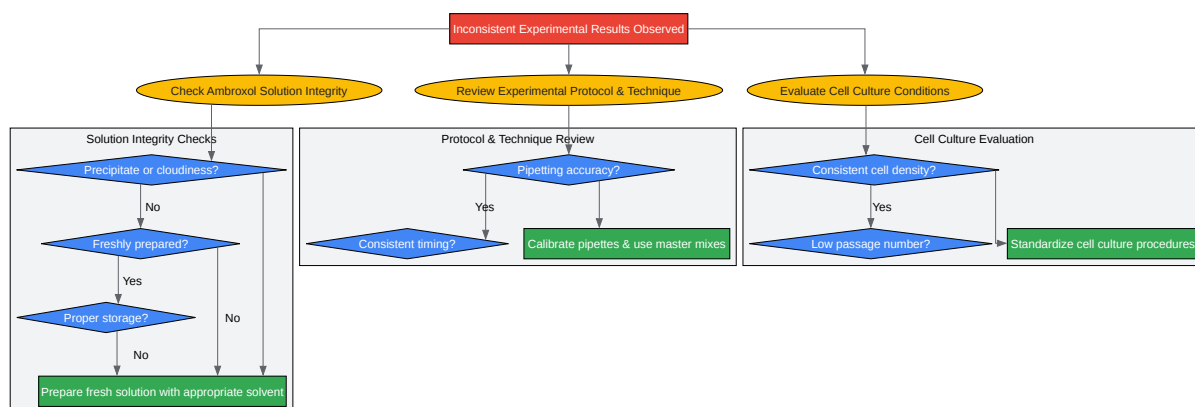 Inconsistent Experimental Results Observed
Check Ambroxol Solution Integrity
Review Experimental Protocol & Technique
Evaluate Cell Culture Conditions
Solution Integrity Checks
Precipitate or cloudiness?
No
Freshly prepared?
Yes
Proper storage?
No
No
Prepare fresh solution with appropriate solvent
Protocol & Technique Review
Pipetting accuracy?
Yes
Consistent timing?
Calibrate pipettes & use master mixes
Cell Culture Evaluation
Consistent cell density?
Yes
Low passage number?
Standardize cell culture procedures